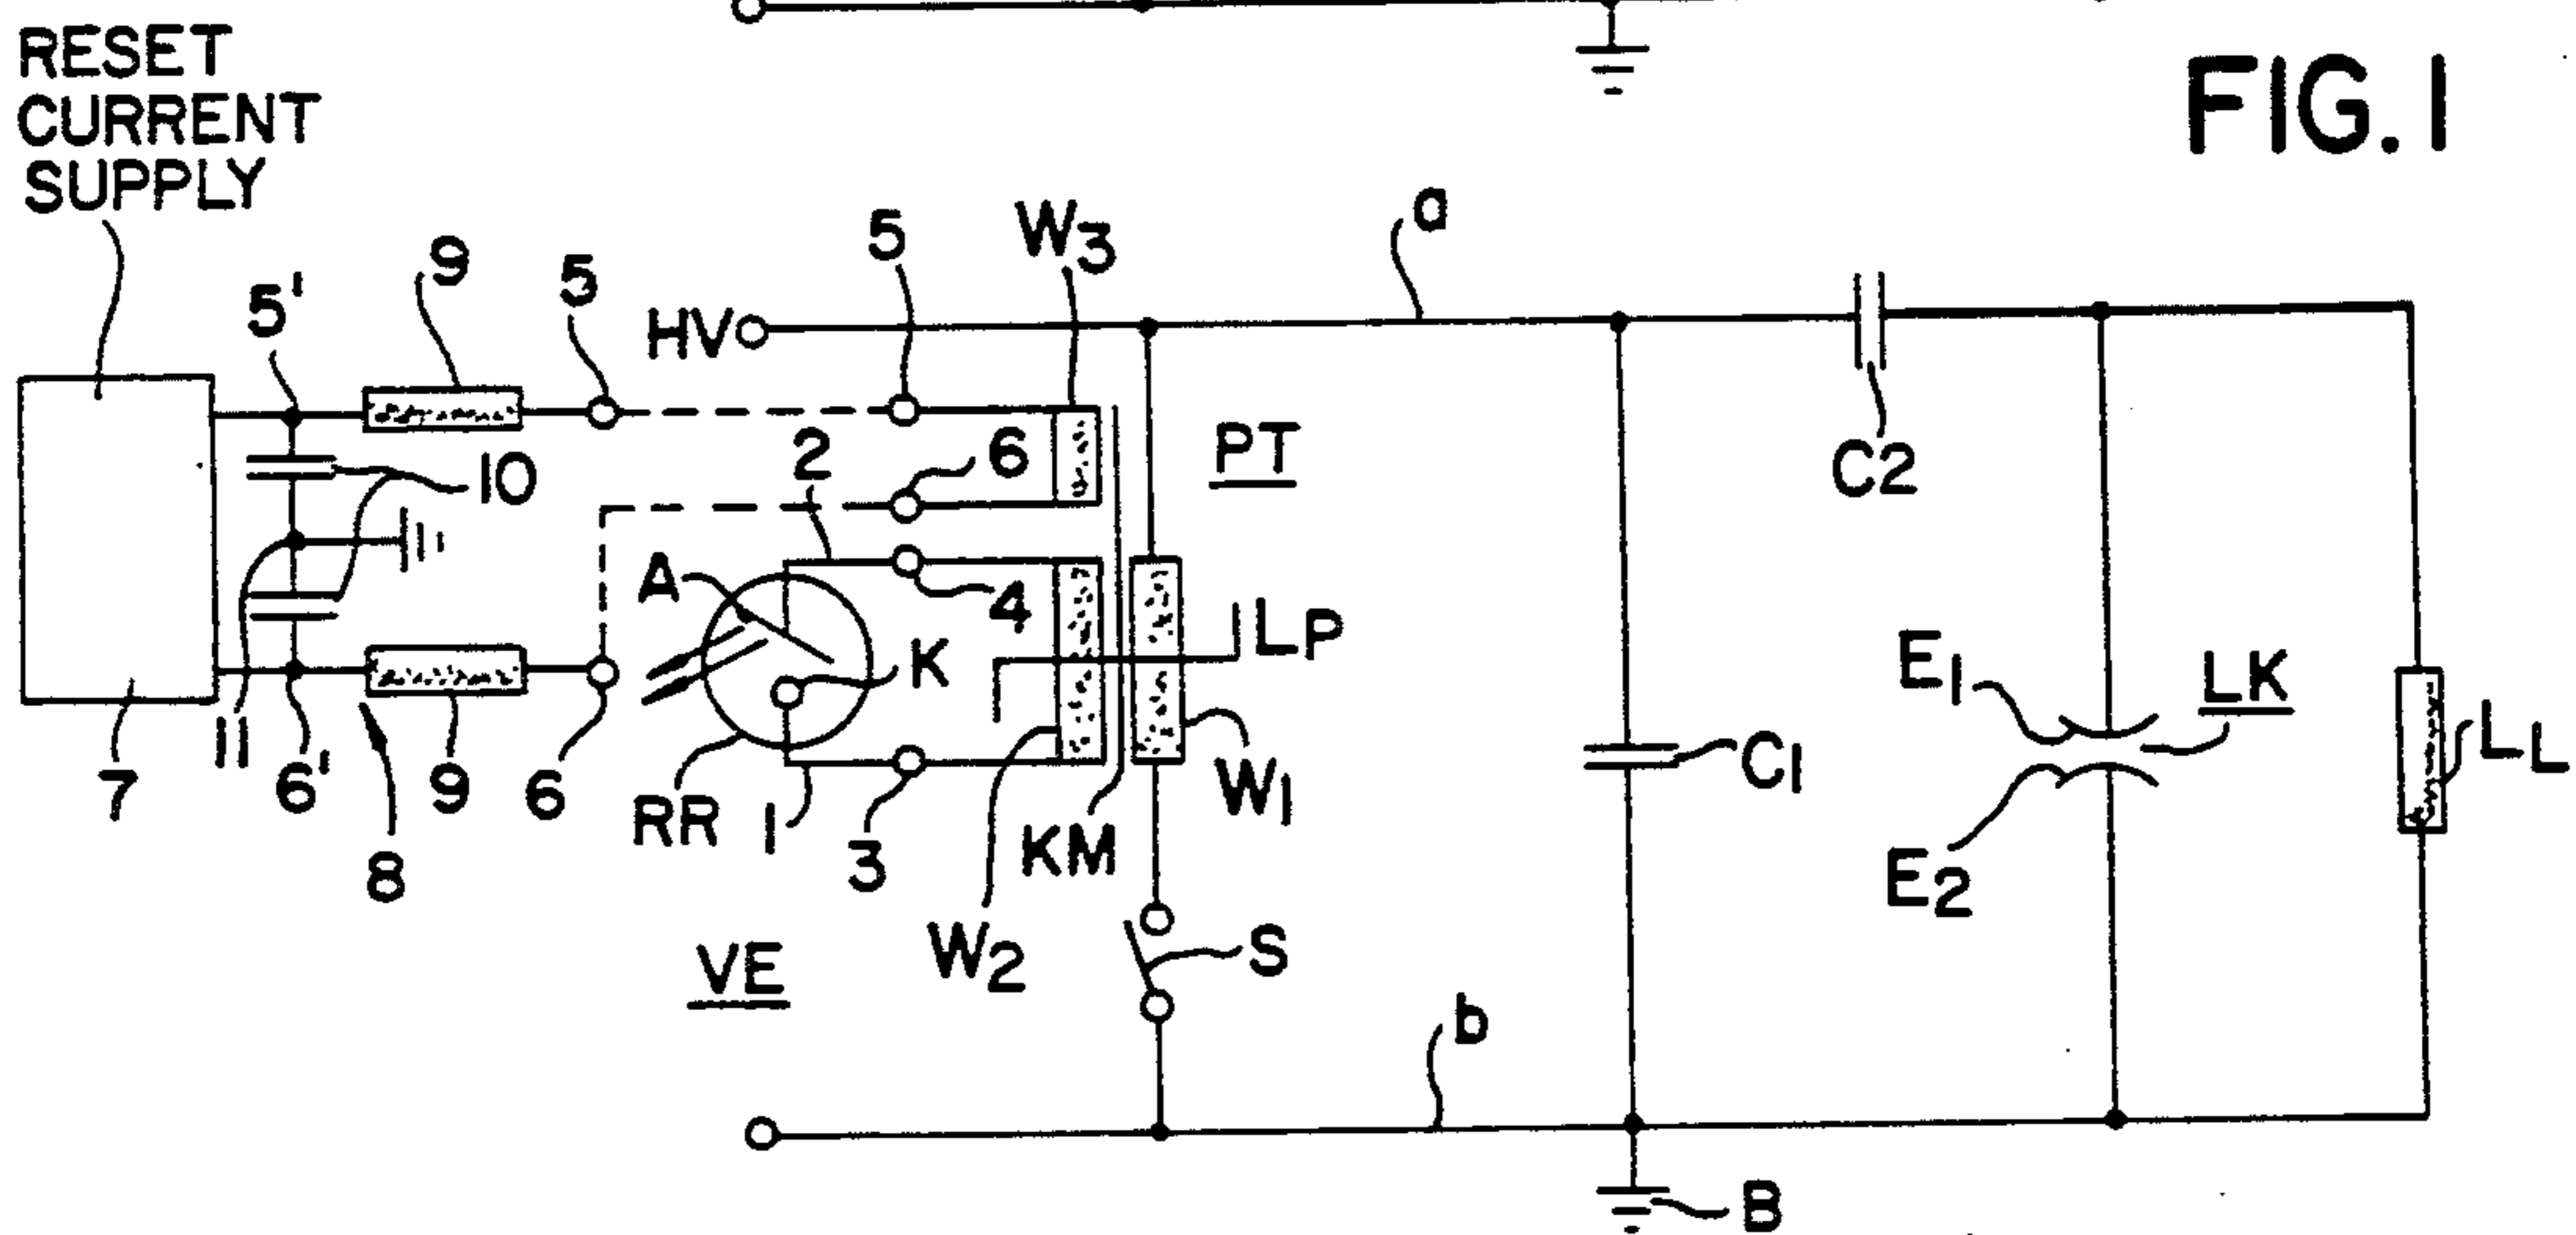 RESET
CURRENT
SUPPLY
FIG. 1
a
W3
5
9
5
5'
HV
2
6
PT
10
C2
A
4
LP
K
E1
LK
11
6'
9
6
RR
1
3
KM
W1
C1
LL
7
8
E2
W2
S
VE
b
B